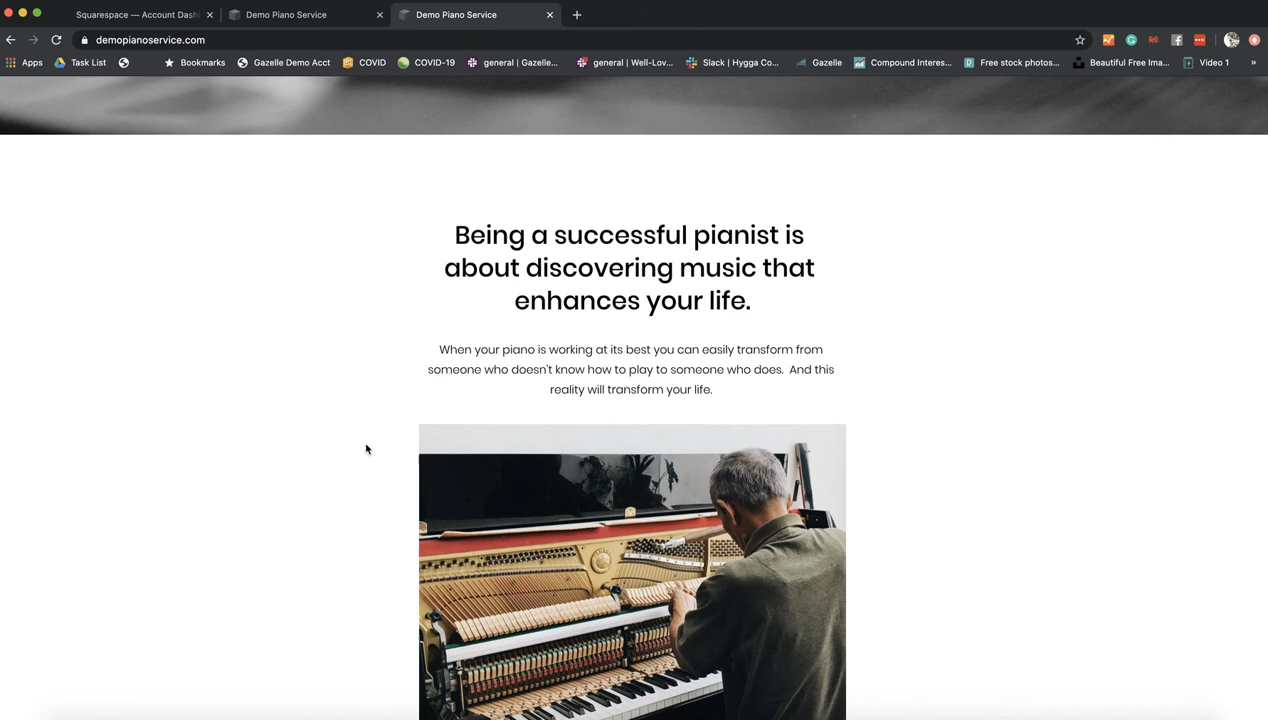 Squarespace — Account Dash
Demo Piano Service
Demo Piano Service
demopianoservice.com
Apps
Task List
Bookmarks
Gazelle Demo Acct
COVID
COVID-19
general | Gazelle...
general | Well-Lov...
Slack | Hygga Co...
Gazelle
Compound Interes...
Free stock photos...
Beautiful Free Ima...
Video 1
»
Being a successful pianist is
about discovering music that
enhances your life.
When your piano is working at its best you can easily transform from
someone who doesn't know how to play to someone who does. And this
reality will transform your life.